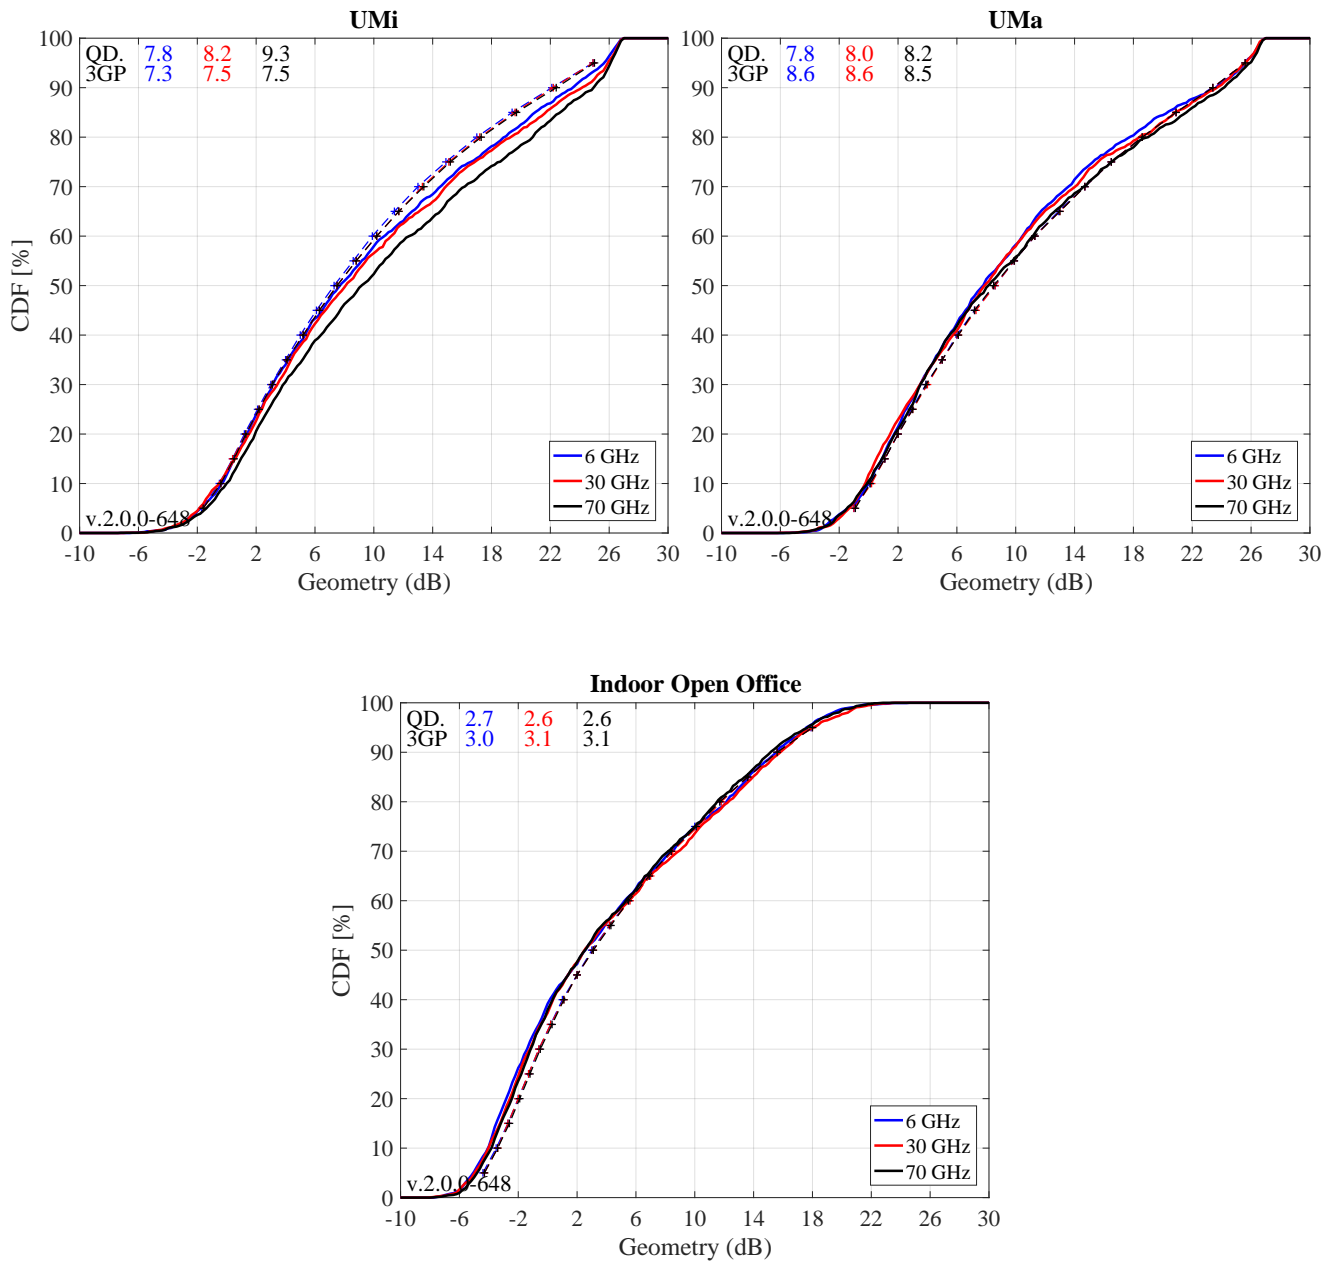 UMi
QD. 7.8 8.2 9.3
3GP 7.3 7.5 7.5
100
90
80
70
60
50
40
30
20
10
0
CDF [%]
v.2.0.0-648
6 GHz
30 GHz
70 GHz
-10 -6 -2 2 6 10 14 18 22 26 30
Geometry (dB)
UMa
QD. 7.8 8.0 8.2
3GP 8.6 8.6 8.5
100
90
80
70
60
50
40
30
20
10
0
v.2.0.0-648
6 GHz
30 GHz
70 GHz
-10 -6 -2 2 6 10 14 18 22 26 30
Geometry (dB)
Indoor Open Office
QD. 2.7 2.6 2.6
3GP 3.0 3.1 3.1
100
90
80
70
60
50
40
30
20
10
0
CDF [%]
v.2.0.0-648
6 GHz
30 GHz
70 GHz
-10 -6 -2 2 6 10 14 18 22 26 30
Geometry (dB)